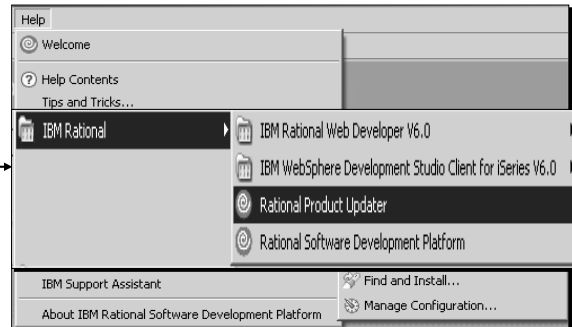 Help
Welcome
Help Contents
Tips and Tricks...
IBM Rational
IBM Rational Web Developer V6.0
IBM WebSphere Development Studio Client for iSeries V6.0
Rational Product Updater
Rational Software Development Platform
IBM Support Assistant
Find and Install...
About IBM Rational Software Development Platform
Manage Configuration...